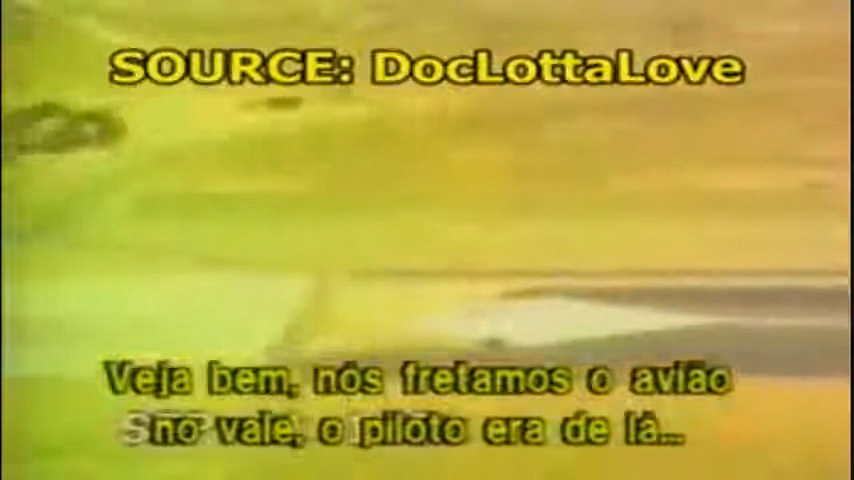 SOURCE: DocLottaLove
Veja bem, nós fretamos o avião
no vale, o piloto era de lá...